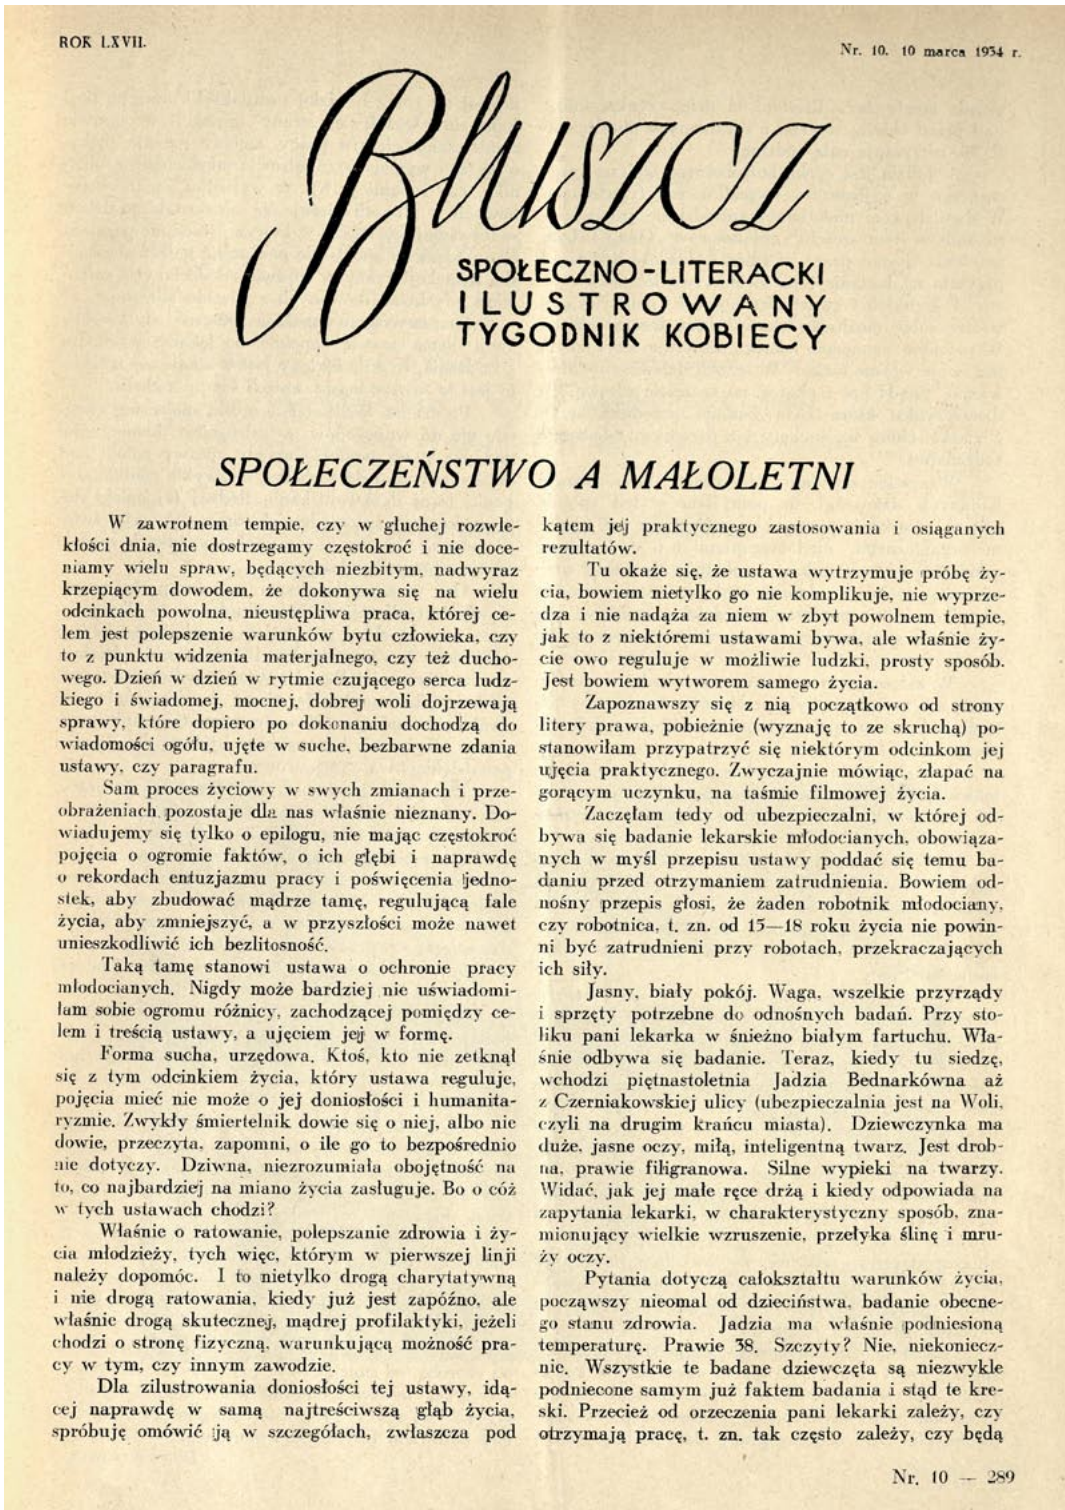 ROK LXVII.
Nr. 10. 10 marca 1934 r.
Bluszcz
SPOŁECZNO-LITERACKI
ILUSTROWANY
TYGODNIK KOBIECY
SPOŁECZEŃSTWO A MAŁOLETNI
W zawrotnem tempie, czy w głuchej rozwle-
kłości dnia, nie dostrzegamy częstokroć i nie doce-
niamy wielu spraw, będących niezbitym, nadwyraz
krzepiącym dowodem, że dokonywa się na wielu
odcinkach powolna, nieustępliwa praca, której ce-
lem jest polepszenie warunków bytu człowieka, czy
to z punktu widzenia materjalnego, czy też ducho-
wego. Dzień w dzień w rytmie czującego serca ludz-
kiego i świadomej, mocnej, dobrej woli dojrzewają
sprawy, które dopiero po dokonaniu dochodzą do
wiadomości ogółu, ujęte w suche, bezbarwne zdania
ustawy, czy paragrafu.
Sam proces życiowy w swych zmianach i prze-
obrażeniach pozostaje dla nas właśnie nieznany. Do-
wiadujemy się tylko o epilogu, nie mając częstokroć
pojęcia o ogromie faktów, o ich głębi i naprawdę
o rekordach entuzjazmu pracy i poświęcenia jedno-
stek, aby zbudować mądrze tamę, regulującą fale
życia, aby zmniejszyć, a w przyszłości może nawet
unieszkodliwić ich bezlitosność.
Taką tamę stanowi ustawa o ochronie pracy
młodocianych. Nigdy może bardziej nie uświadomi-
łam sobie ogromu różnicy, zachodzącej pomiędzy ce-
lem i treścią ustawy, a ujęciem jej w formę.
Forma sucha, urzędowa. Ktoś, kto nie zetknął
się z tym odcinkiem życia, który ustawa reguluje,
pojęcia mieć nie może o jej doniosłości i humanita-
ryzmie. Zwykły śmiertelnik dowie się o niej, albo nie
dowie, przeczyta, zapomni, o ile go to bezpośrednio
nie dotyczy. Dziwna, niezrozumiała obojętność na
to, co najbardziej na miano życia zasługuje. Bo o cóż
w tych ustawach chodzi?
Właśnie o ratowanie, polepszanie zdrowia i ży-
cia młodzieży, tych więc, którym w pierwszej linji
należy dopomóc. I to nietylko drogą charytatywną
i nie drogą ratowania, kiedy już jest zapóźno, ale
właśnie drogą skutecznej, mądrej profilaktyki, jeżeli
chodzi o stronę fizyczną, warunkującą możność pra-
cy w tym, czy innym zawodzie.
Dla zilustrowania doniosłości tej ustawy, idą-
cej naprawdę w samą najtreściwszą głąb życia,
spróbuję omówić ją w szczegółach, zwłaszcza pod
kątem jej praktycznego zastosowania i osiąganych
rezultatów.
Tu okaże się, że ustawa wytrzymuje próbę ży-
cia, bowiem nietylko go nie komplikuje, nie wyprze-
dza i nie nadąża za niem w zbyt powolnem tempie,
jak to z niektóremi ustawami bywa, ale właśnie ży-
cie owo reguluje w możliwie ludzki, prosty sposób.
Jest bowiem wytworem samego życia.
Zapoznawszy się z nią początkowo od strony
litery prawa, pobieżnie (wyznaję to ze skruchą) po-
stanowiłam przypatrzyć się niektórym odcinkom jej
ujęcia praktycznego. Zwyczajnie mówiąc, złapać na
gorącym uczynku, na taśmie filmowej życia.
Zaczęłam tedy od ubezpieczalni, w której od-
bywa się badanie lekarskie młodocianych, obowiąza-
nych w myśl przepisu ustawy poddać się temu ba-
daniu przed otrzymaniem zatrudnienia. Bowiem od-
nośny przepis głosi, że żaden robotnik młodociany,
czy robotnica, t. zn. od 15—18 roku życia nie powin-
ni być zatrudnieni przy robotach, przekraczających
ich siły.
Jasny, biały pokój. Waga, wszelkie przyrządy
i sprzęty potrzebne do odnośnych badań. Przy sto-
liku pani lekarka w śnieżno białym fartuchu. Wła-
śnie odbywa się badanie. Teraz, kiedy tu siedzę,
wchodzi piętnastoletnia Jadzia Bednarkówna aż
z Czerniakowskiej ulicy (ubezpieczalnia jest na Woli,
czyli na drugim krańcu miasta). Dziewczynka ma
duże, jasne oczy, miłą, inteligentną twarz. Jest drob-
na, prawie filigranowa. Silne wypieki na twarzy.
Widać, jak jej małe ręce drżą i kiedy odpowiada na
zapytania lekarki, w charakterystyczny sposób, zna-
mionujący wielkie wzruszenie, przełyka ślinę i mru-
ży oczy.
Pytania dotyczą całokształtu warunków życia,
począwszy nieomal od dzieciństwa, badanie obecne-
go stanu zdrowia. Jadzia ma właśnie podniesioną
temperaturę. Prawie 38. Szczyty? Nie, niekoniecz-
nie. Wszystkie te badane dziewczęta są niezwykle
podniecone samym już faktem badania i stąd te kre-
ski. Przecież od orzeczenia pani lekarki zależy, czy
otrzymają pracę, t. zn. tak często zależy, czy będą
Nr. 10 — 289